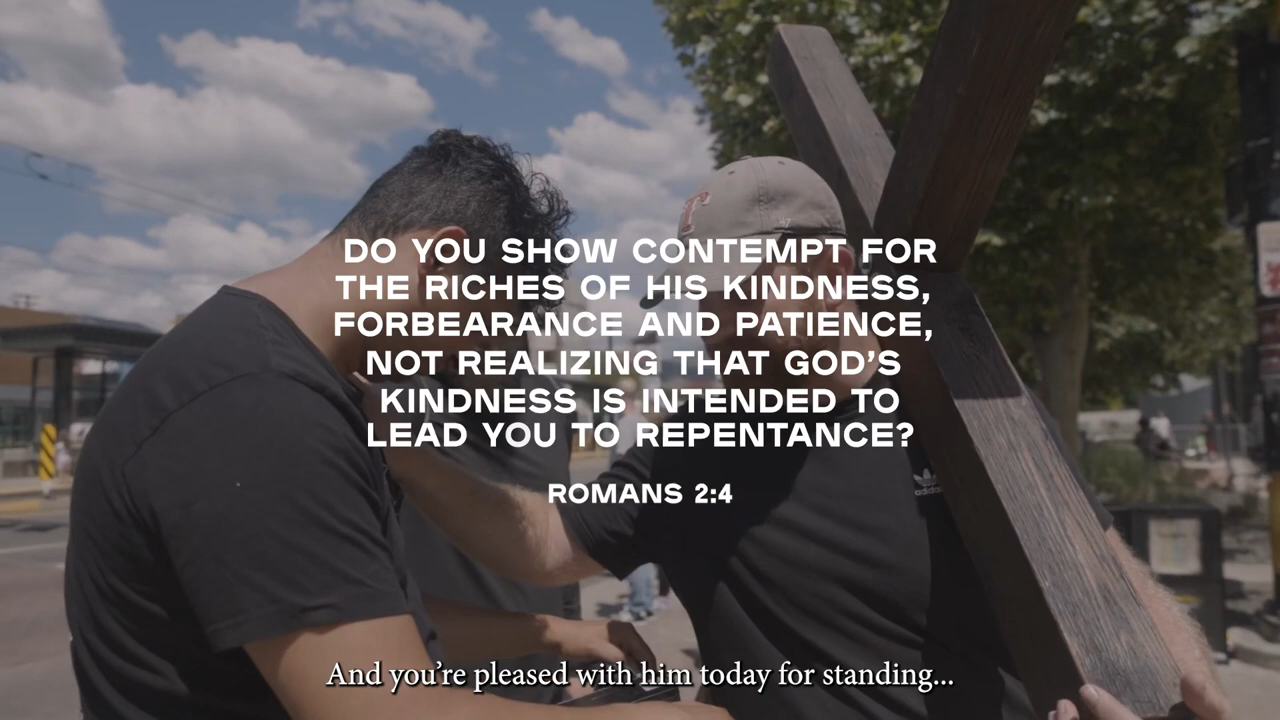 DO YOU SHOW CONTEMPT FOR
THE RICHES OF HIS KINDNESS,
FORBEARANCE AND PATIENCE,
NOT REALIZING THAT GOD'S
KINDNESS IS INTENDED TO
LEAD YOU TO REPENTANCE?
ROMANS 2:4
adidas
And you're pleased with him today for standing...